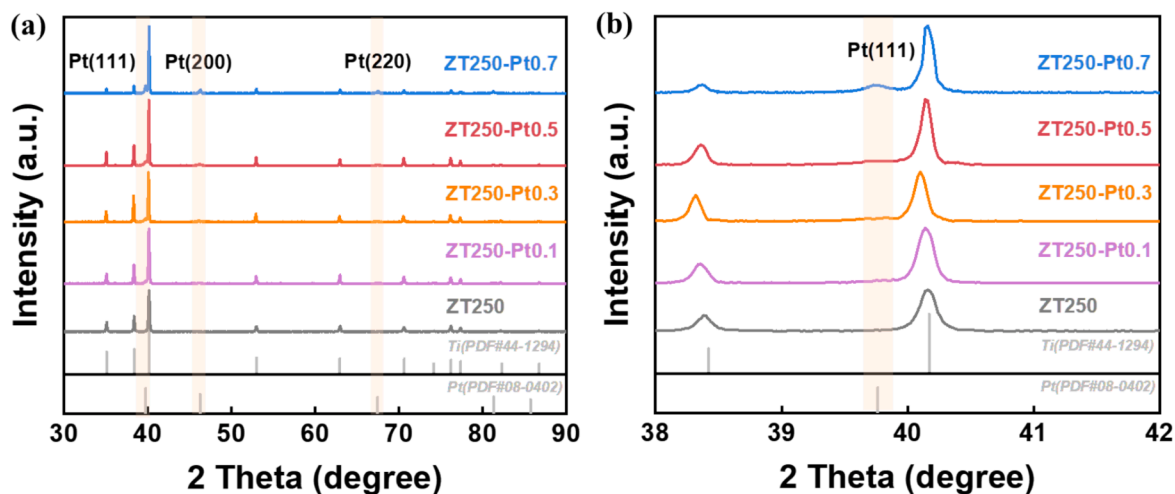 (a)
Pt(111) Pt(200) Pt(220) ZT250-Pt0.7
ZT250-Pt0.5
ZT250-Pt0.3
ZT250-Pt0.1
ZT250
Ti(PDF#44-1294)
Pt(PDF#08-0402)
Intensity (a.u.)
30 40 50 60 70 80 90
2 Theta (degree)
(b)
Pt(111) ZT250-Pt0.7
ZT250-Pt0.5
ZT250-Pt0.3
ZT250-Pt0.1
ZT250
Ti(PDF#44-1294)
Pt(PDF#08-0402)
Intensity (a.u.)
38 39 40 41 42
2 Theta (degree)